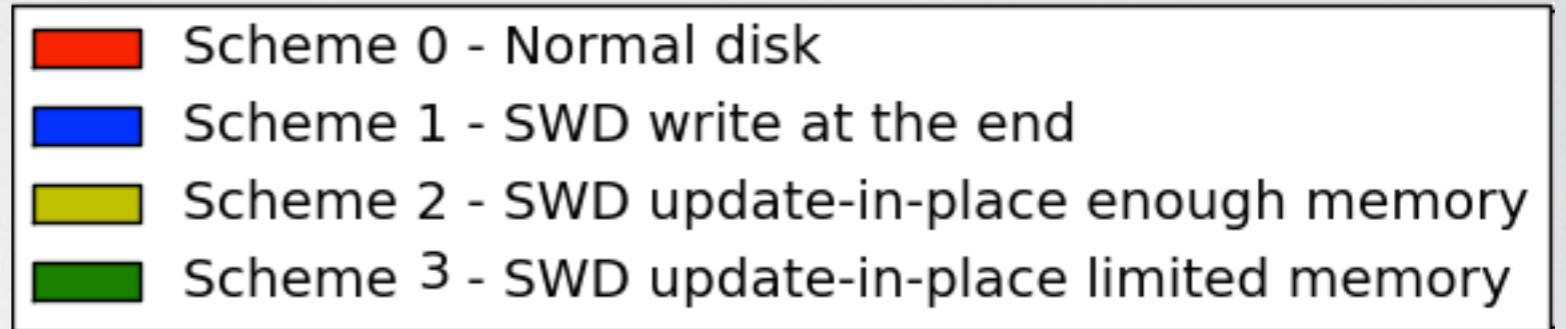 Scheme 0 - Normal disk
Scheme 1 - SWD write at the end
Scheme 2 - SWD update-in-place enough memory
Scheme 3 - SWD update-in-place limited memory